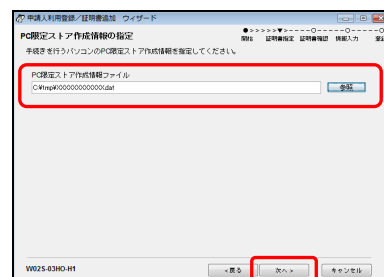 申請人利用登録/証明書追加 ウィザード
PC限定ストア作成情報の指定
●>>>>>▼>-----○------○-----○
開始 証明書指定 証明書確認 情報入力
手続きを行うパソコンのPC限定ストア作成情報を指定してください。
PC限定ストア作成情報ファイル
参照
W02S-03HO-H1
<戻る
次へ>
キャンセル